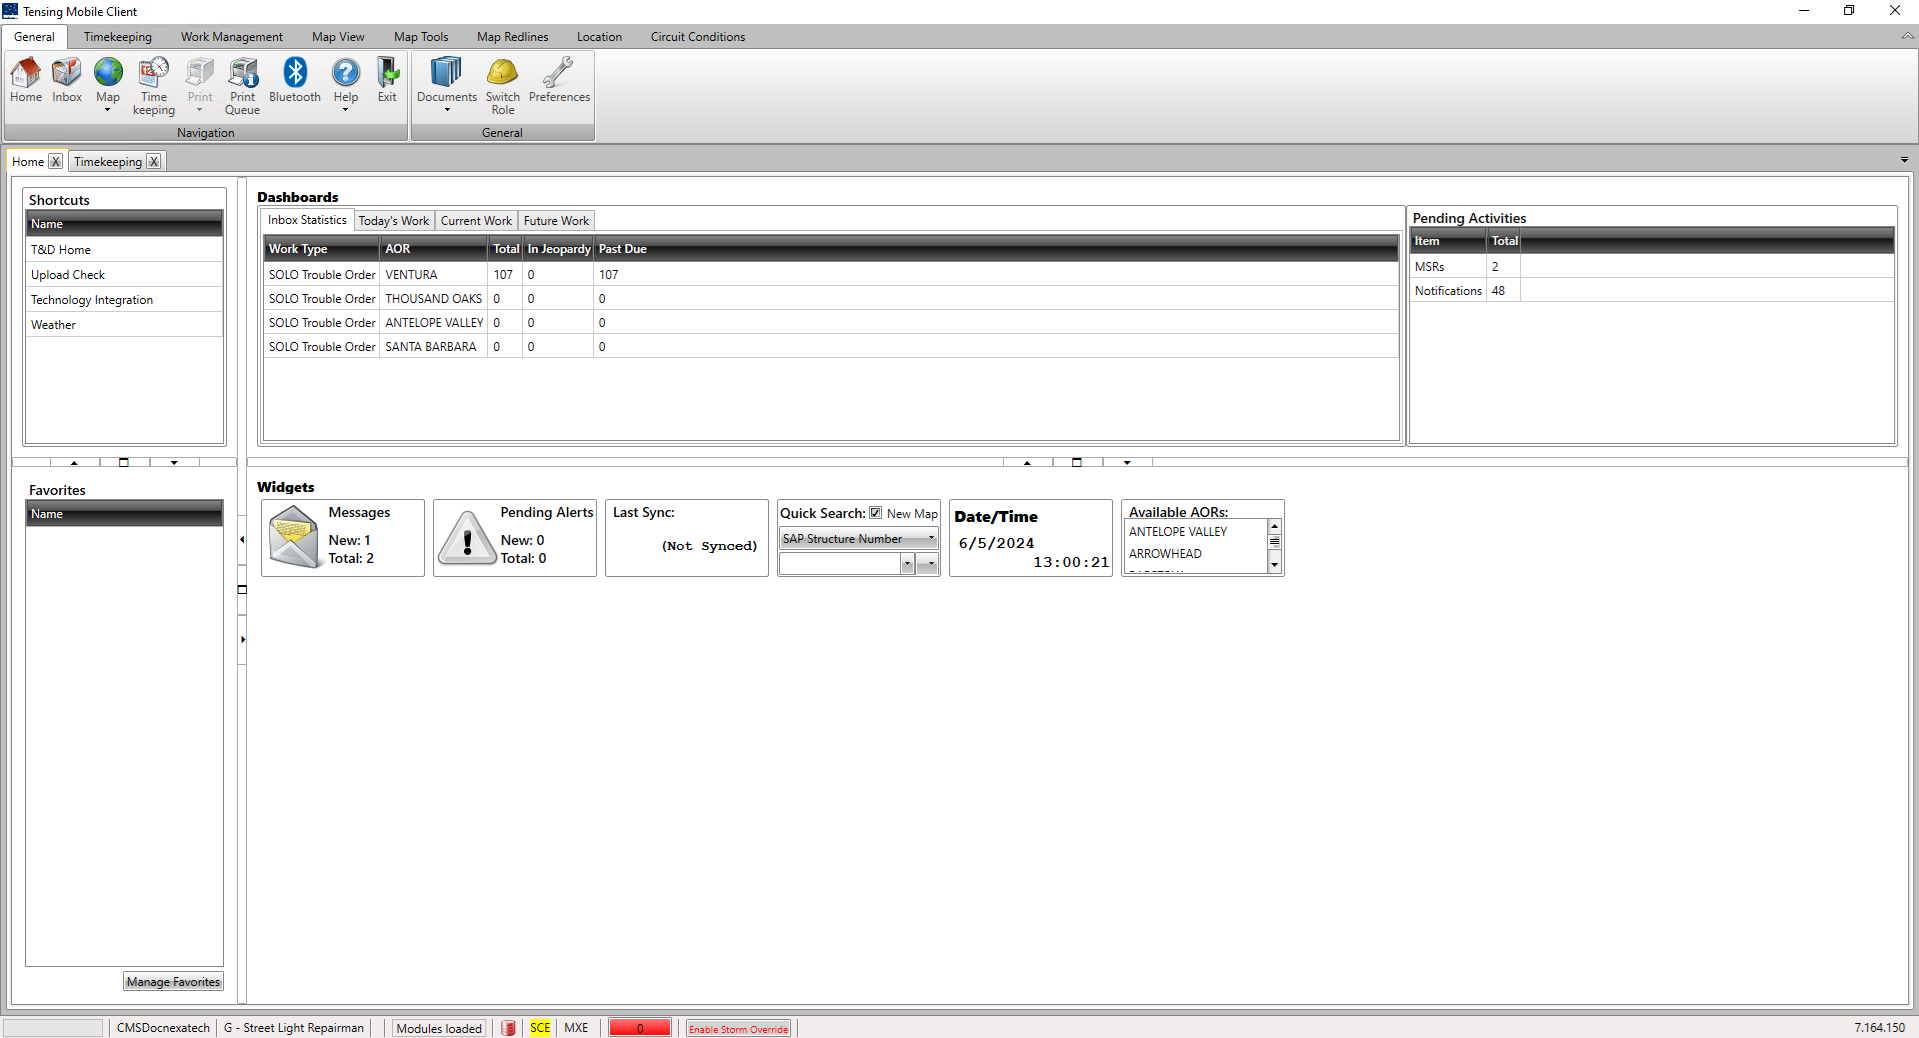 Tensing Mobile Client
General Timekeeping Work Management Map View Map Tools Map Redlines Location Circuit Conditions
Home Inbox Map Time keeping Print Print Queue Bluetooth Help Exit Documents Switch Role Preferences
Navigation General
Home X Timekeeping X
Shortcuts
Name
T&D Home
Upload Check
Technology Integration
Weather
Dashboards
Inbox Statistics Today's Work Current Work Future Work
Work Type AOR Total In Jeopardy Past Due
SOLO Trouble Order VENTURA 107 0 107
SOLO Trouble Order THOUSAND OAKS 0 0 0
SOLO Trouble Order ANTELOPE VALLEY 0 0 0
SOLO Trouble Order SANTA BARBARA 0 0 0
Pending Activities
Item Total
MSRs 2
Notifications 48
Favorites
Name
Manage Favorites
Widgets
Messages
New: 1
Total: 2
Pending Alerts
New: 0
Total: 0
Last Sync:
(Not Synced)
Quick Search: New Map
SAP Structure Number
Date/Time
6/5/2024
13:00:21
Available AORs:
ANTELOPE VALLEY
ARROWHEAD
CMSDocnexatech G - Street Light Repairman Modules loaded SCE MXE 0 Enable Storm Override 7.164.150